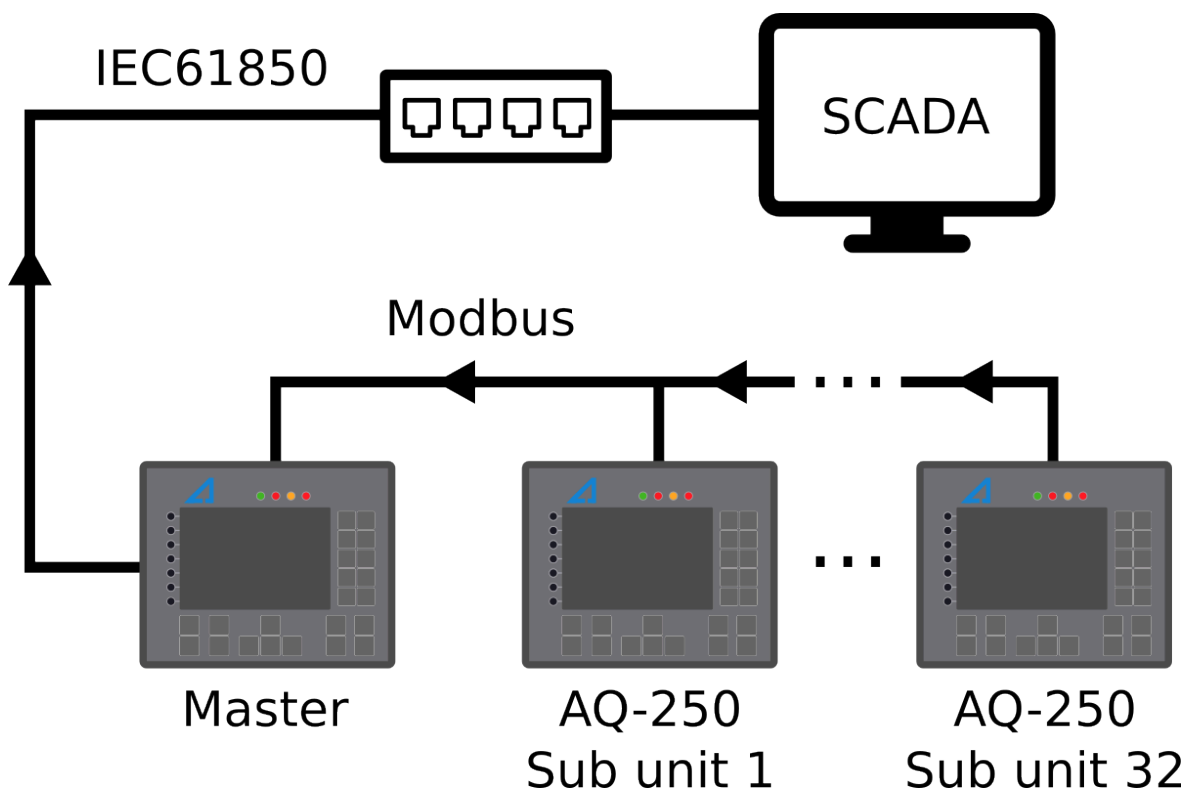 IEC61850
SCADA
Modbus
Master
AQ-250
Sub unit 1
AQ-250
Sub unit 32